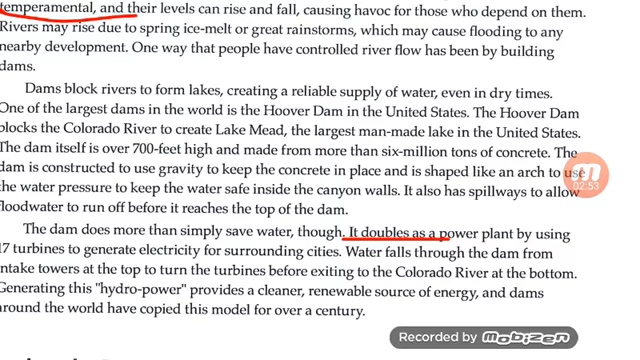 temperamental, and their levels can rise and fall, causing havoc for those who depend on them.
Rivers may rise due to spring ice-melt or great rainstorms, which may cause flooding to any
nearby development. One way that people have controlled river flow has been by building
dams.
Dams block rivers to form lakes, creating a reliable supply of water, even in dry times.
One of the largest dams in the world is the Hoover Dam in the United States. The Hoover Dam
blocks the Colorado River to create Lake Mead, the largest man-made lake in the United States.
The dam itself is over 700-feet high and made from more than six-million tons of concrete. The
dam is constructed to use gravity to keep the concrete in place and is shaped like an arch to use
the water pressure to keep the water safe inside the canyon walls. It also has spillways to allow
02:53
floodwater to run off before it reaches the top of the dam.
The dam does more than simply save water, though. It doubles as a power plant by using
17 turbines to generate electricity for surrounding cities. Water falls through the dam from
intake towers at the top to turn the turbines before exiting to the Colorado River at the bottom.
Generating this "hydro-power" provides a cleaner, renewable source of energy, and dams
around the world have copied this model for over a century.
Recorded by mobizen